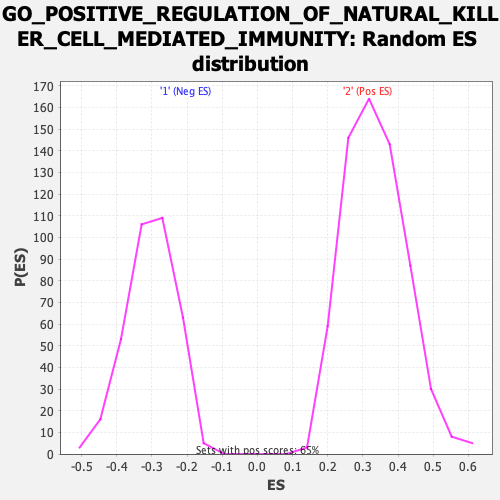 GO_POSITIVE_REGULATION_OF_NATURAL_KILL
ER_CELL_MEDIATED_IMMUNITY: Random ES
distribution
'1' (Neg ES)
'2' (Pos ES)
P(ES)
170
160
150
140
130
120
110
100
90
80
70
60
50
40
30
20
10
0
Sets with pos scores: 65%
-0.5 -0.4 -0.3 -0.2 -0.1 0.0 0.1 0.2 0.3 0.4 0.5 0.6
ES